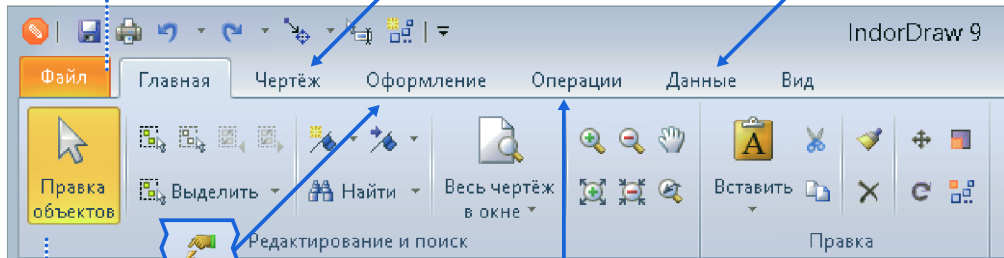 IndorDraw 9
Файл Главная Чертёж Оформление Операции Данные Вид
Правка
объектов
Выделить
Найти
Весь чертёж
в окне
Вставить
Редактирование и поиск
Правка